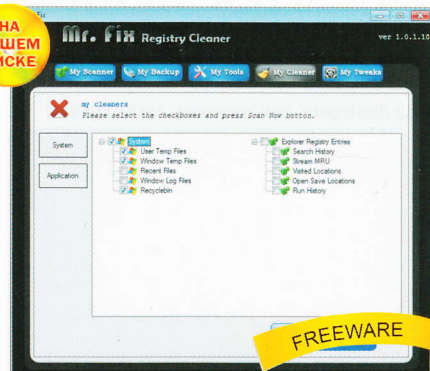 НА
ШЕМ
ИСКЕ
Mr. Fix Registry Cleaner
ver 1.0.1.10
My Scanner My Backup My Tools My Cleaner My Tweaks
my cleaners
Please select the checkboxes and press Scan Now botton.
System
Application
System
User Temp Files
Window Temp Files
Recent Files
Window Log Files
Recyclebin
Explorer Registry Entries
Search History
Stream MRU
Visited Locations
Open Save Locations
Run History
FREEWARE